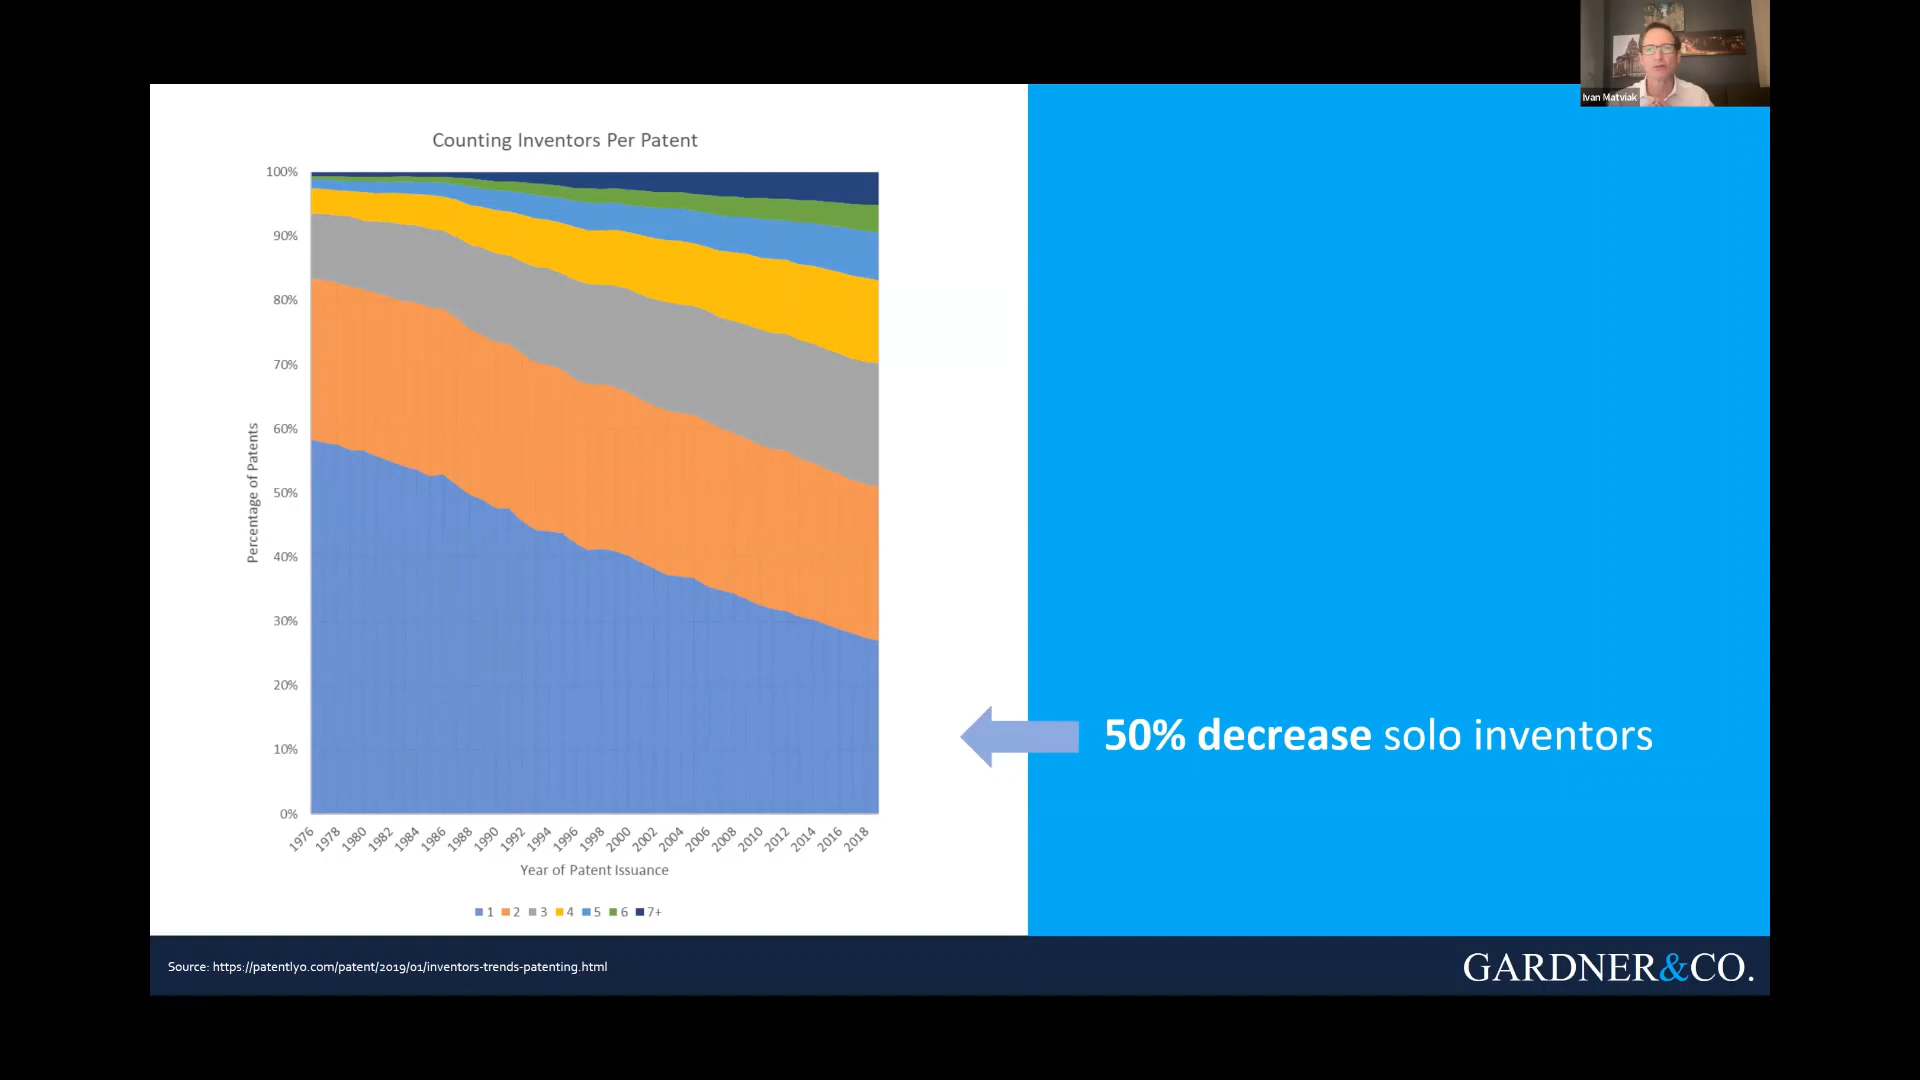 Ivan Matviak
Counting Inventors Per Patent
100%
90%
80%
70%
60%
50%
40%
30%
20%
10%
0%
Percentage of Patents
1976 1978 1980 1982 1984 1986 1988 1990 1992 1994 1996 1998 2000 2002 2004 2006 2008 2010 2012 2014 2016 2018
Year of Patent Issuance
1 2 3 4 5 6 7+
50% decrease solo inventors
Source: https://patentlyo.com/patent/2019/01/inventors-trends-patenting.html
GARDNER&CO.